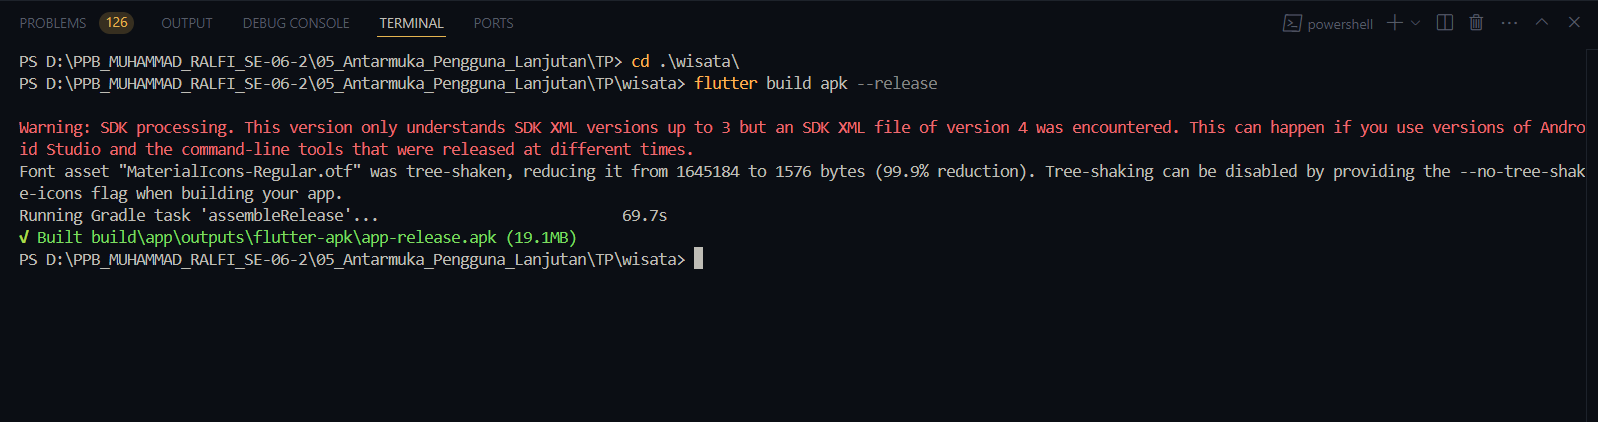 PROBLEMS 126 OUTPUT DEBUG CONSOLE TERMINAL PORTS powershell
PS D:\PPB_MUHAMMAD_RALFI_SE-06-2\05_Antarmuka_Pengguna_Lanjutan\TP> cd .\wisata\
PS D:\PPB_MUHAMMAD_RALFI_SE-06-2\05_Antarmuka_Pengguna_Lanjutan\TP\wisata> flutter build apk --release
Warning: SDK processing. This version only understands SDK XML versions up to 3 but an SDK XML file of version 4 was encountered. This can happen if you use versions of Andro
id Studio and the command-line tools that were released at different times.
Font asset "MaterialIcons-Regular.otf" was tree-shaken, reducing it from 1645184 to 1576 bytes (99.9% reduction). Tree-shaking can be disabled by providing the --no-tree-shak
e-icons flag when building your app.
Running Gradle task 'assembleRelease'... 69.7s
√ Built build\app\outputs\flutter-apk\app-release.apk (19.1MB)
PS D:\PPB_MUHAMMAD_RALFI_SE-06-2\05_Antarmuka_Pengguna_Lanjutan\TP\wisata>